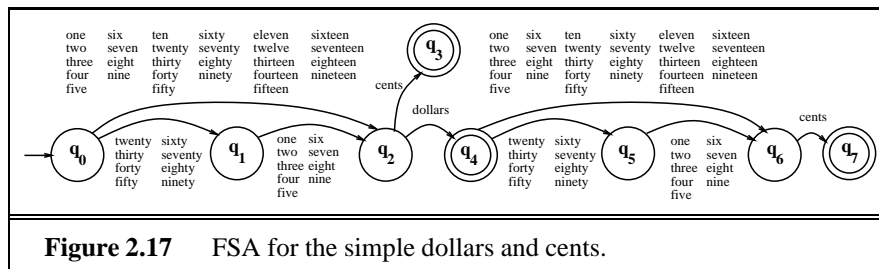 one six ten sixty eleven sixteen
two seven twenty seventy twelve seventeen
three eight thirty eighty thirteen eighteen
four nine forty ninety fourteen nineteen
five fifty fifteen
q3
one six ten sixty eleven sixteen
two seven twenty seventy twelve seventeen
three eight thirty eighty thirteen eighteen
four nine forty ninety fourteen nineteen
five fifty fifteen
cents
dollars
cents
q0
twenty sixty
thirty seventy
forty eighty
fifty ninety
q1
one six
two seven
three eight
four nine
five
q2
q4
twenty sixty
thirty seventy
forty eighty
fifty ninety
q5
one six
two seven
three eight
four nine
five
q6
q7
Figure 2.17 FSA for the simple dollars and cents.